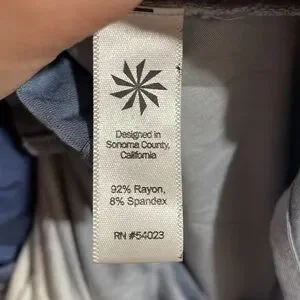 Designed in
Sonoma County,
California
92% Rayon,
8% Spandex
RN #54023